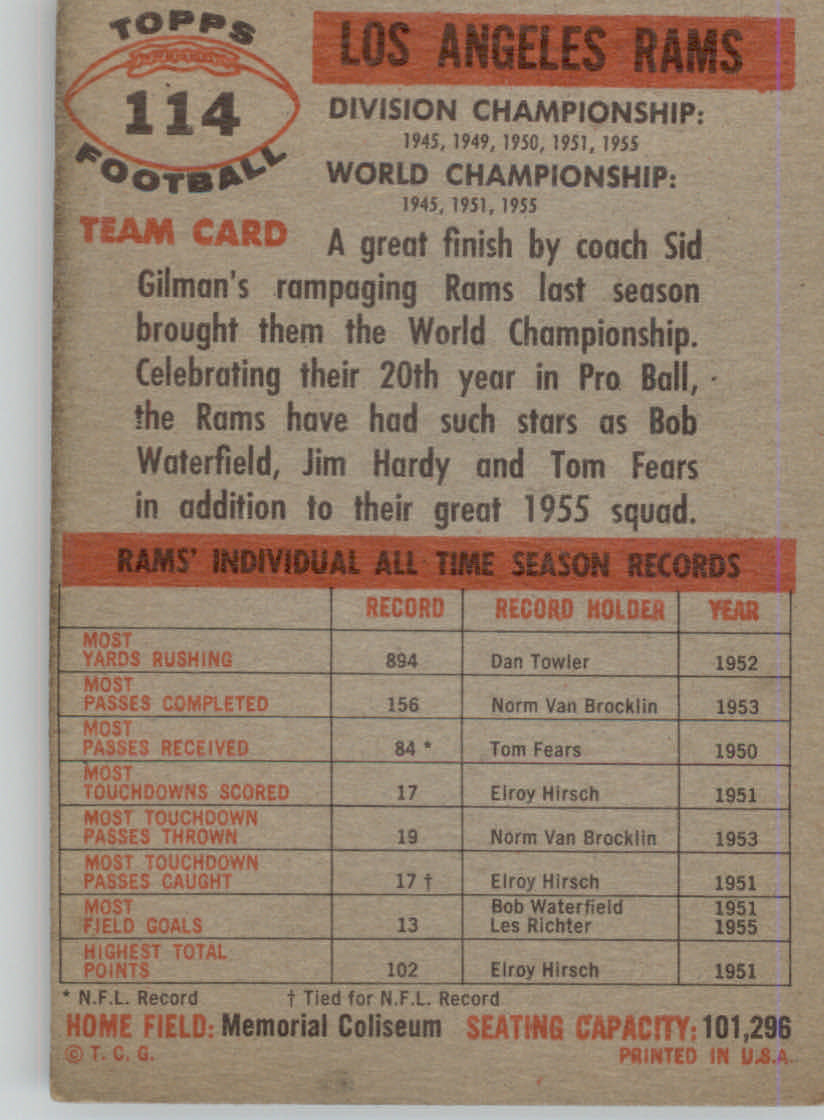 TOPPS
114
FOOTBALL
LOS ANGELES RAMS
DIVISION CHAMPIONSHIP:
1945, 1949, 1950, 1951, 1955
WORLD CHAMPIONSHIP:
1945, 1951, 1955
TEAM CARD
A great finish by coach Sid
Gilman's rampaging Rams last season
brought them the World Championship.
Celebrating their 20th year in Pro Ball,
the Rams have had such stars as Bob
Waterfield, Jim Hardy and Tom Fears
in addition to their great 1955 squad.
RAMS' INDIVIDUAL ALL TIME SEASON RECORDS
RECORD RECORD HOLDER YEAR
MOST
YARDS RUSHING 894 Dan Towler 1952
MOST
PASSES COMPLETED 156 Norm Van Brocklin 1953
MOST
PASSES RECEIVED 84 * Tom Fears 1950
MOST
TOUCHDOWNS SCORED 17 Elroy Hirsch 1951
MOST TOUCHDOWN
PASSES THROWN 19 Norm Van Brocklin 1953
MOST TOUCHDOWN
PASSES CAUGHT 17 † Elroy Hirsch 1951
MOST Bob Waterfield 1951
FIELD GOALS 13 Les Richter 1955
HIGHEST TOTAL
POINTS 102 Elroy Hirsch 1951
* N.F.L. Record † Tied for N.F.L. Record
HOME FIELD: Memorial Coliseum SEATING CAPACITY: 101,296
© T. C. G. PRINTED IN U.S.A.